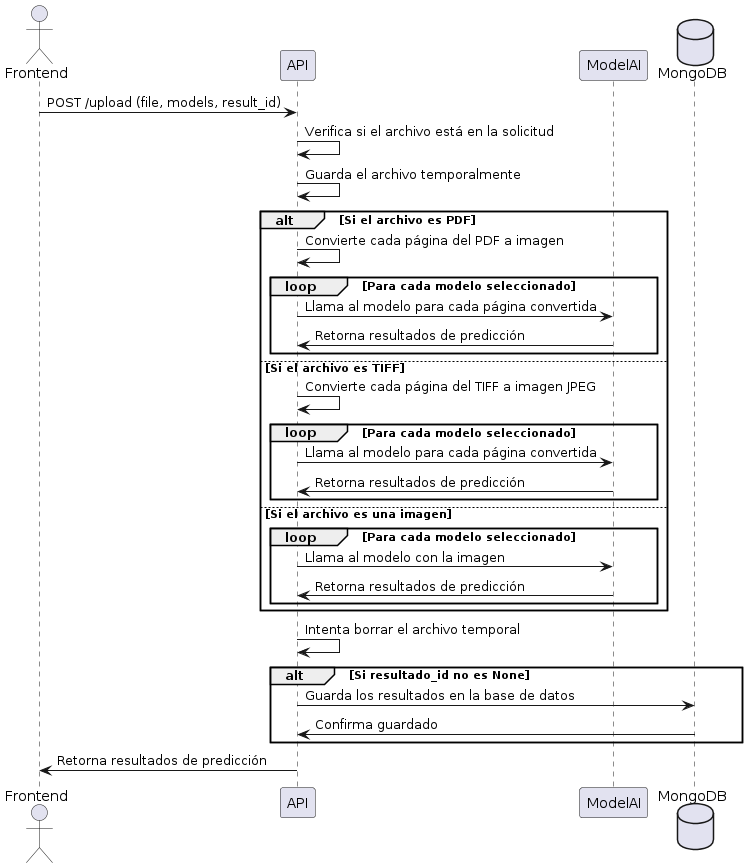 Frontend
API
ModelAI
MongoDB
POST /upload (file, models, result_id)
Verifica si el archivo está en la solicitud
Guarda el archivo temporalmente
alt [Si el archivo es PDF]
Convierte cada página del PDF a imagen
loop [Para cada modelo seleccionado]
Llama al modelo para cada página convertida
Retorna resultados de predicción
[Si el archivo es TIFF]
Convierte cada página del TIFF a imagen JPEG
loop [Para cada modelo seleccionado]
Llama al modelo para cada página convertida
Retorna resultados de predicción
[Si el archivo es una imagen]
loop [Para cada modelo seleccionado]
Llama al modelo con la imagen
Retorna resultados de predicción
Intenta borrar el archivo temporal
alt [Si resultado_id no es None]
Guarda los resultados en la base de datos
Confirma guardado
Retorna resultados de predicción
Frontend
API
ModelAI
MongoDB